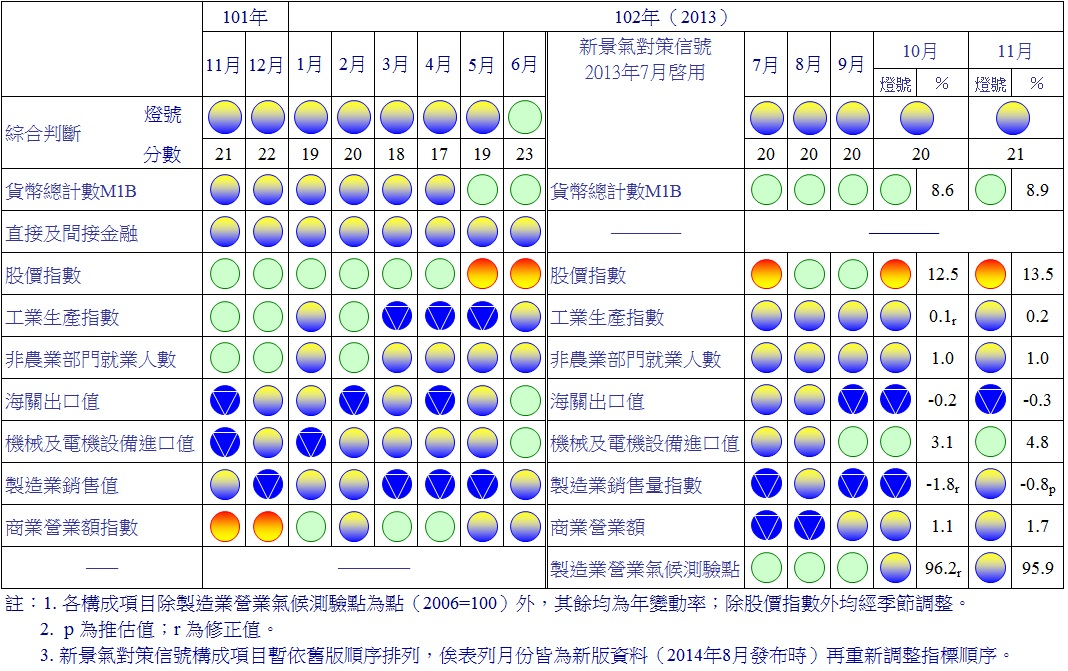 101年 102年（2013）
11月 12月 1月 2月 3月 4月 5月 6月 新景氣對策信號 2013年7月啓用 7月 8月 9月 10月 11月
燈號 % 燈號 %
綜合判斷 燈號
分數 21 22 19 20 18 17 19 23 20 20 20 20 21
貨幣總計數M1B 貨幣總計數M1B 8.6 8.9
直接及間接金融 —— ——
股價指數 股價指數 12.5 13.5
工業生產指數 工業生產指數 0.1r 0.2
非農業部門就業人數 非農業部門就業人數 1.0 1.0
海關出口值 海關出口值 -0.2 -0.3
機械及電機設備進口值 機械及電機設備進口值 3.1 4.8
製造業銷售值 製造業銷售量指數 -1.8r -0.8p
商業營業額指數 商業營業額 1.1 1.7
—— —— 製造業營業氣候測驗點 96.2r 95.9
註：1. 各構成項目除製造業營業氣候測驗點為點（2006=100）外，其餘均為年變動率；除股價指數外均經季節調整。
2. p 為推估值；r 為修正值。
3. 新景氣對策信號構成項目暫依舊版順序排列，俟表列月份皆為新版資料（2014年8月發布時）再重新調整指標順序。